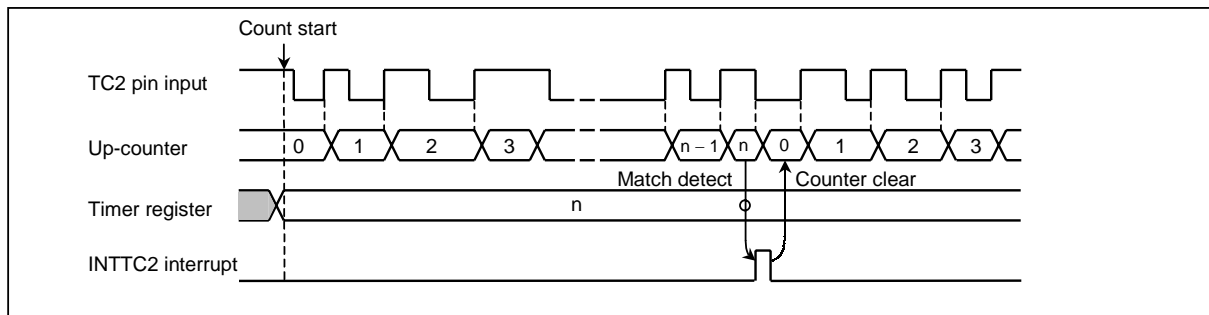 Count start
TC2 pin input
Up-counter
0 1 2 3 n – 1 n 0 1 2 3
Match detect Counter clear
Timer register
n
INTTC2 interrupt